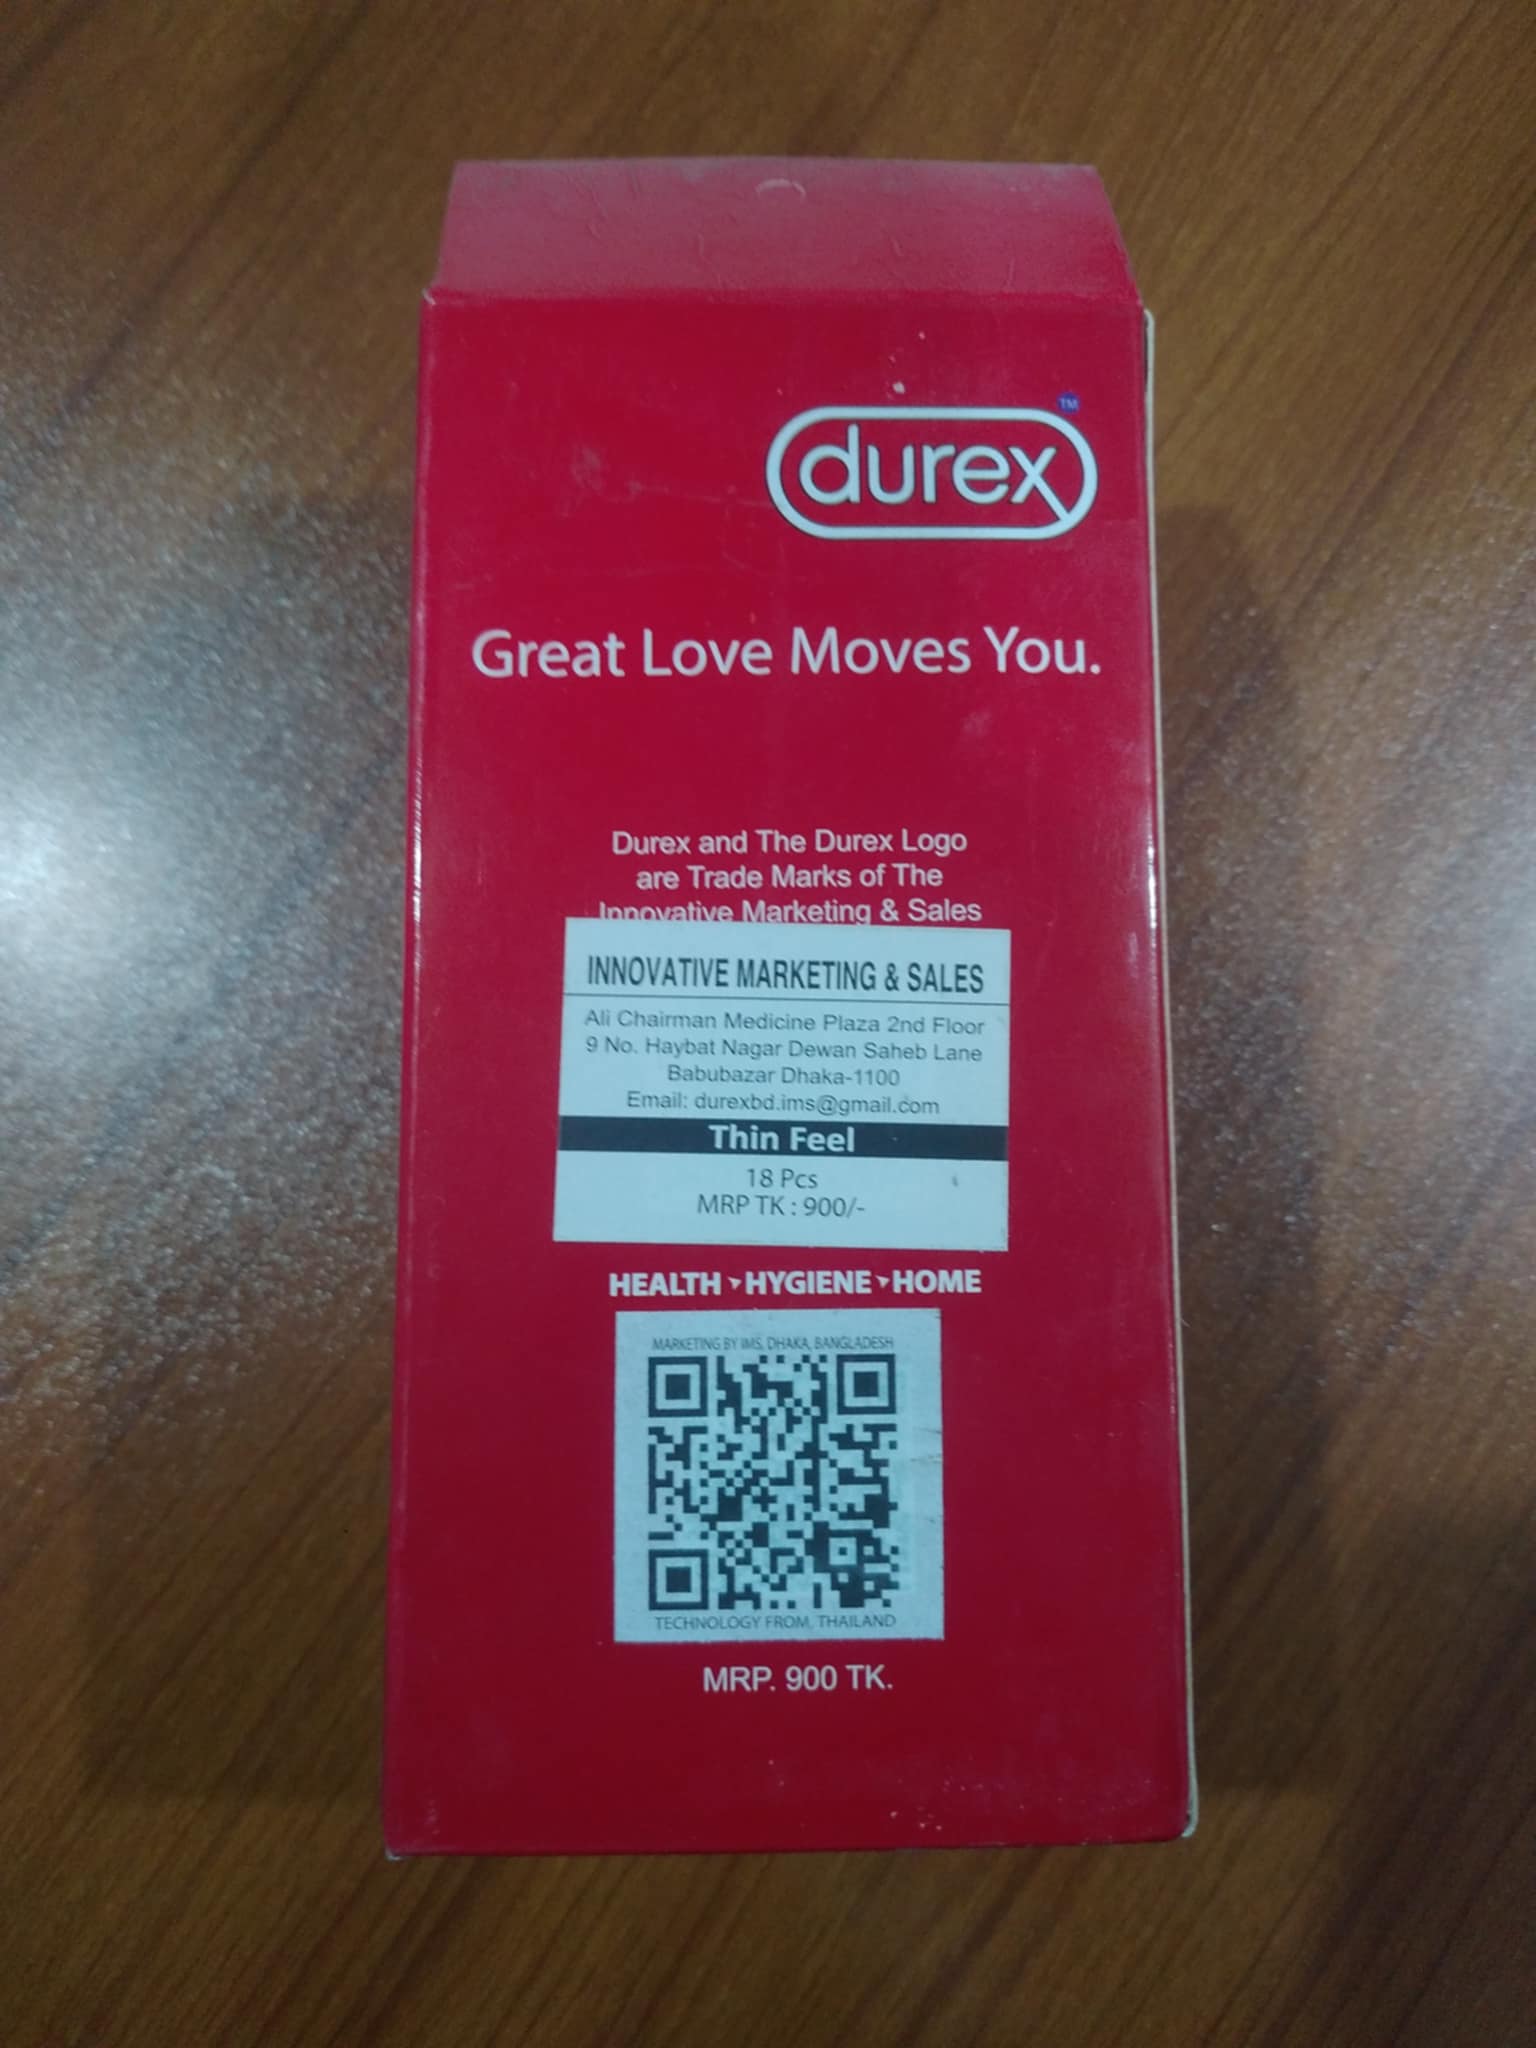 durex TM
Great Love Moves You.
Durex and The Durex Logo
are Trade Marks of The
Innovative Marketing & Sales
INNOVATIVE MARKETING & SALES
Ali Chairman Medicine Plaza 2nd Floor
9 No. Haybat Nagar Dewan Saheb Lane
Babubazar Dhaka-1100
Email: durexbd.ims@gmail.com
Thin Feel
18 Pcs
MRP TK : 900/-
HEALTH HYGIENE HOME
MARKETING BY IMS, DHAKA, BANGLADESH
TECHNOLOGY FROM, THAILAND
MRP. 900 TK.